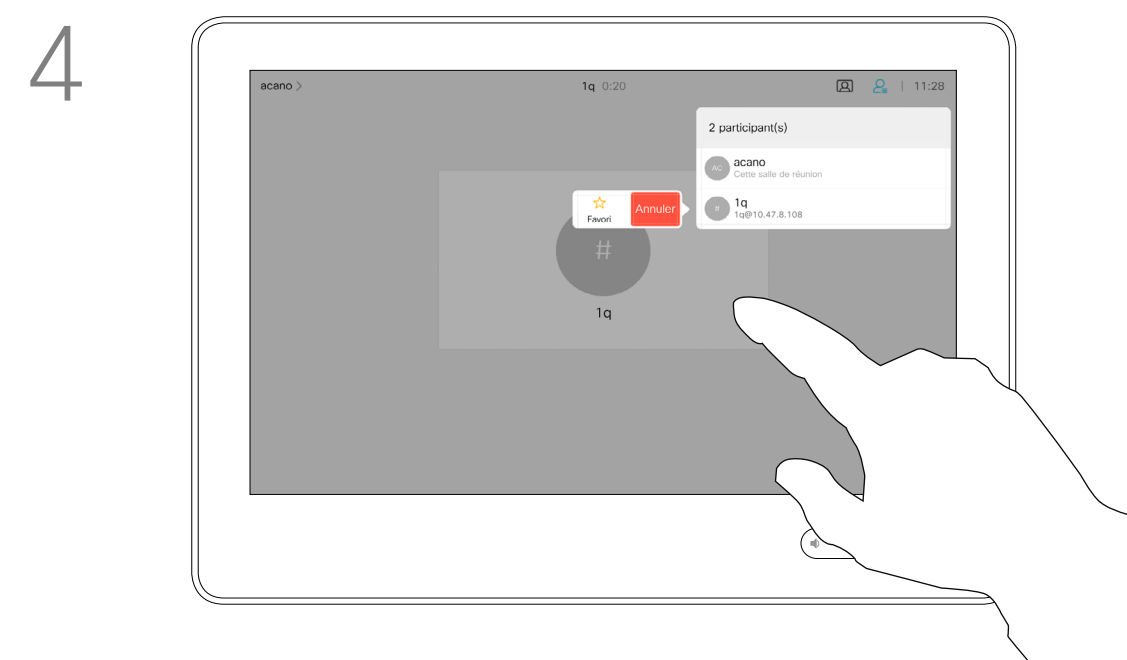 4
acano
1q 0:20
11:28
2 participant(s)
AC
acano
Cette salle de réunion
#
1q
1q@10.47.8.108
Favori
Annuler
#
1q